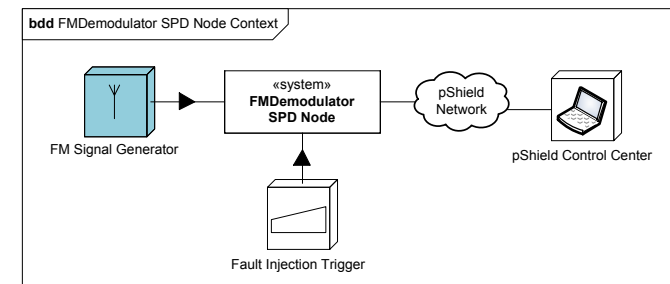 bdd FMDemodulator SPD Node Context
«system»
FMDemodulator
SPD Node
pShield
Network
FM Signal Generator
pShield Control Center
Fault Injection Trigger